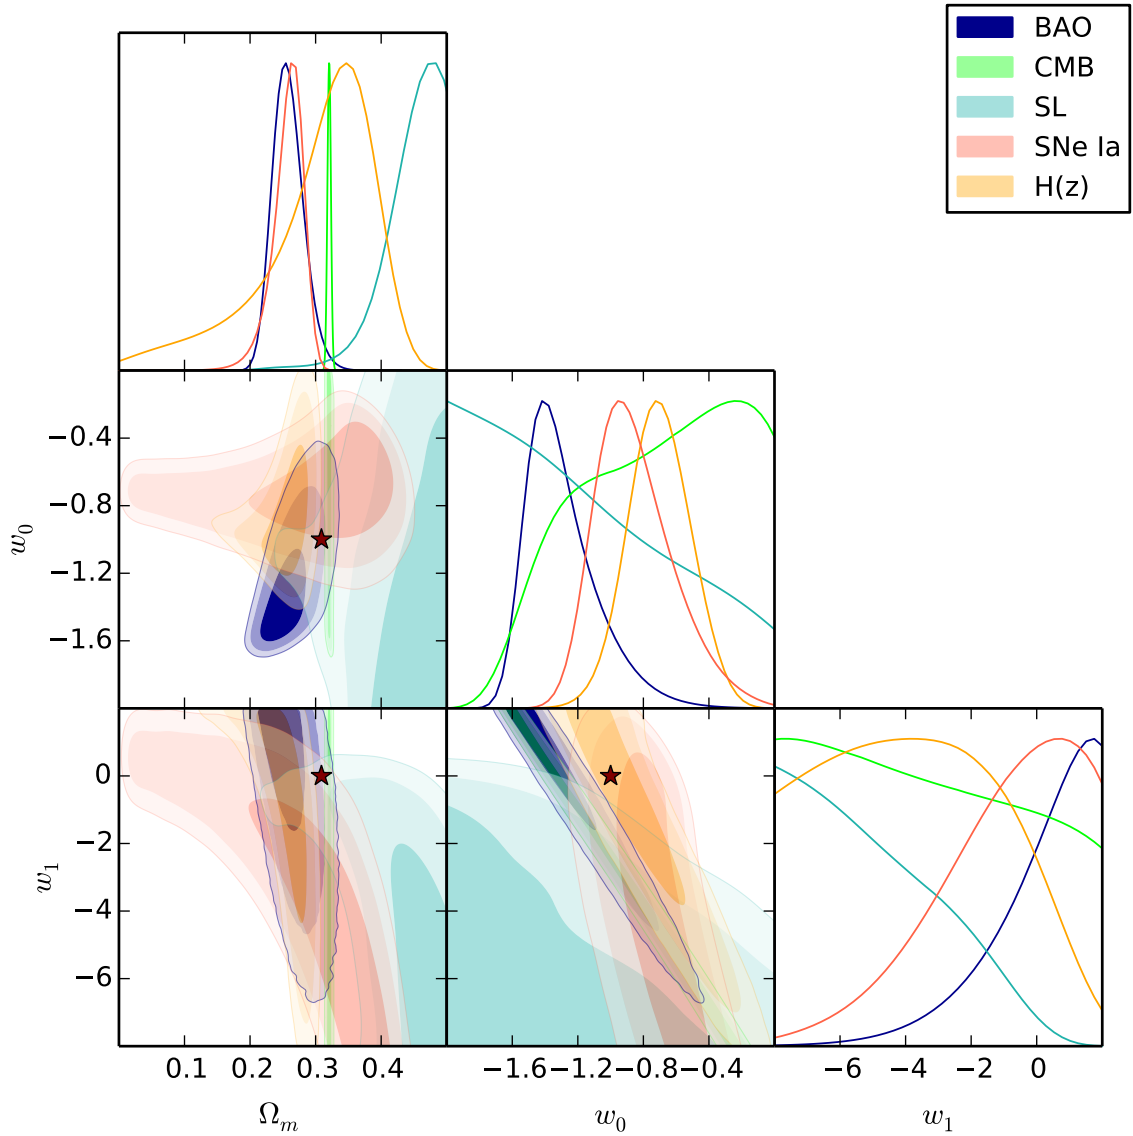 BAO
CMB
SL
SNe Ia
H(z)
−0.4
−0.8
−1.2
−1.6
w₀
0
−2
−4
−6
w₁
0.1 0.2 0.3 0.4 −1.6 −1.2 −0.8 −0.4 −6 −4 −2 0
Ωₘ w₀ w₁